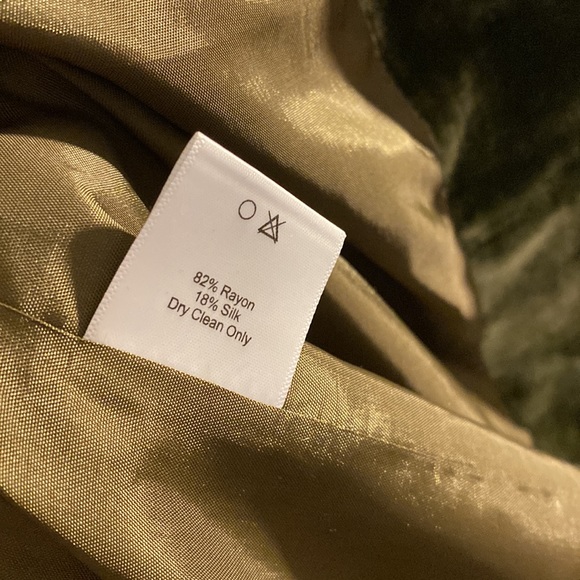 82% Rayon
18% Silk
Dry Clean Only